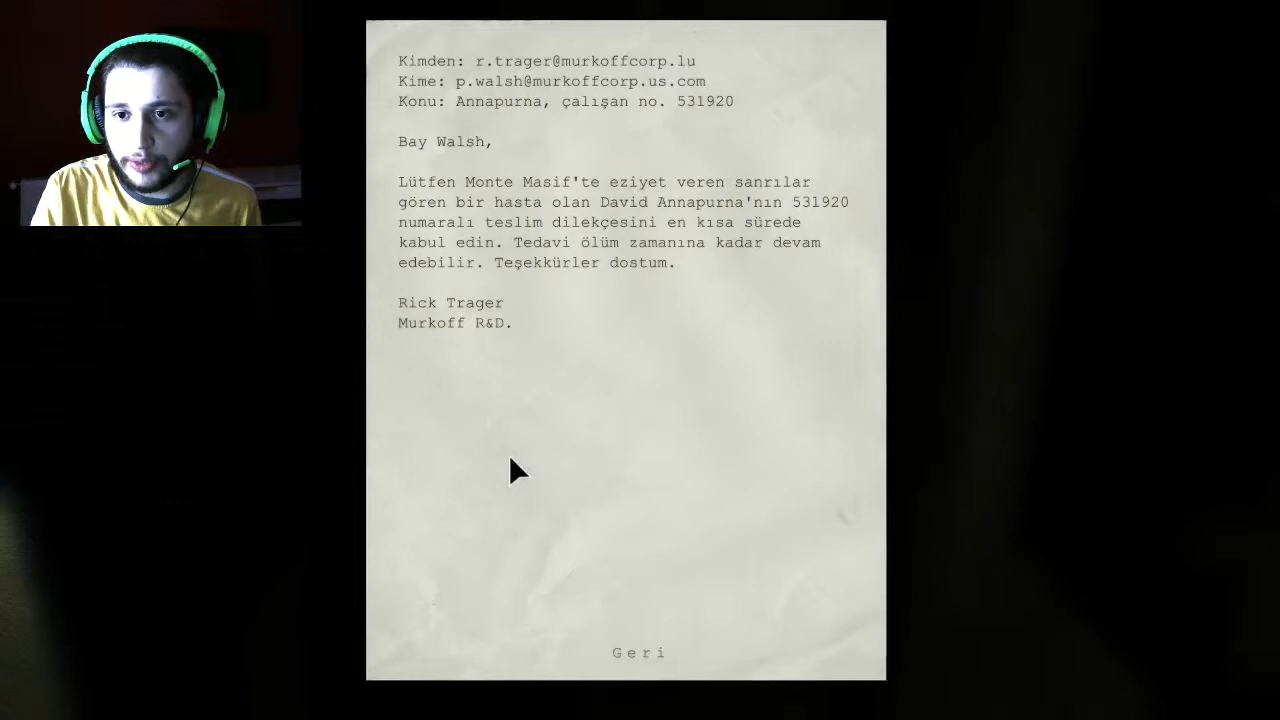 Kimden: r.trager@murkoffcorp.lu
Kime: p.walsh@murkoffcorp.us.com
Konu: Annapurna, çalışan no. 531920
Bay Walsh,
Lütfen Monte Masif'te eziyet veren sanrılar
gören bir hasta olan David Annapurna'nın 531920
numaralı teslim dilekçesini en kısa sürede
kabul edin. Tedavi ölüm zamanına kadar devam
edebilir. Teşekkürler dostum.
Rick Trager
Murkoff R&D.
Geri